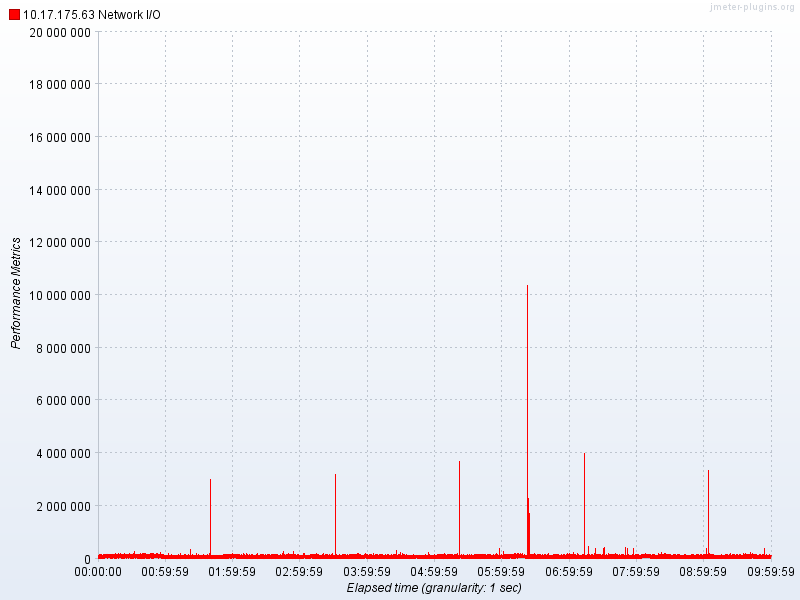 jmeter-plugins.org
10.17.175.63 Network I/O
20 000 000
18 000 000
16 000 000
14 000 000
12 000 000
10 000 000
8 000 000
6 000 000
4 000 000
2 000 000
0
Performance Metrics
00:00:00 00:59:59 01:59:59 02:59:59 03:59:59 04:59:59 05:59:59 06:59:59 07:59:59 08:59:59 09:59:59
Elapsed time (granularity: 1 sec)